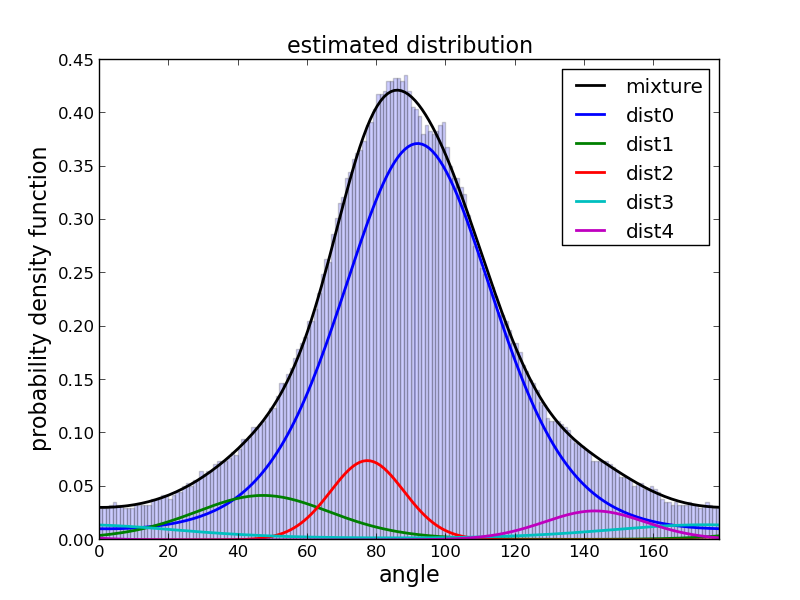 estimated distribution
0.45
0.40
0.35
0.30
0.25
0.20
0.15
0.10
0.05
0.00
probability density function
mixture
dist0
dist1
dist2
dist3
dist4
0 20 40 60 80 100 120 140 160
angle